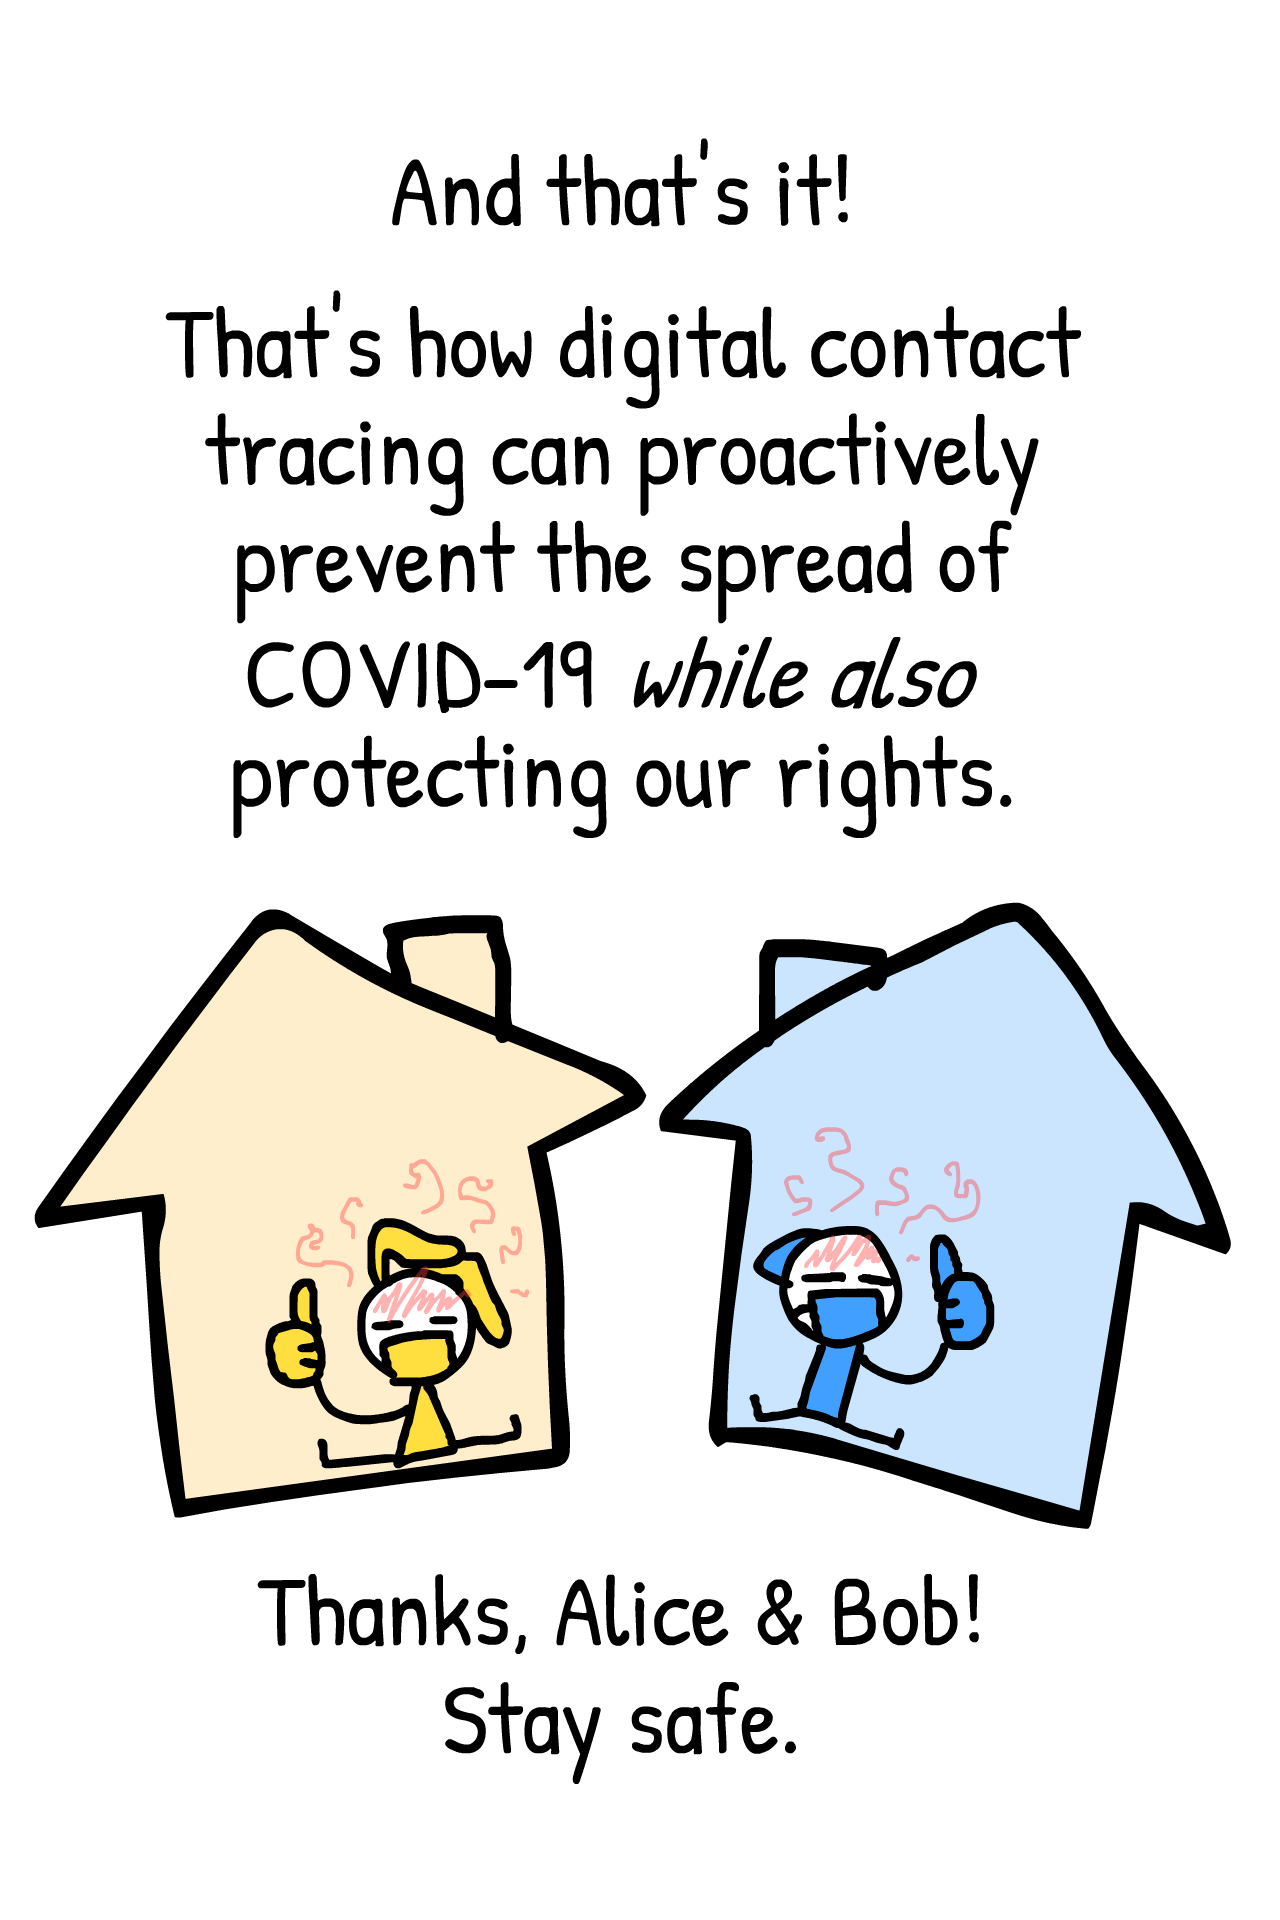 And that's it!
That's how digital contact
tracing can proactively
prevent the spread of
COVID-19 while also
protecting our rights.
Thanks, Alice & Bob!
Stay safe.